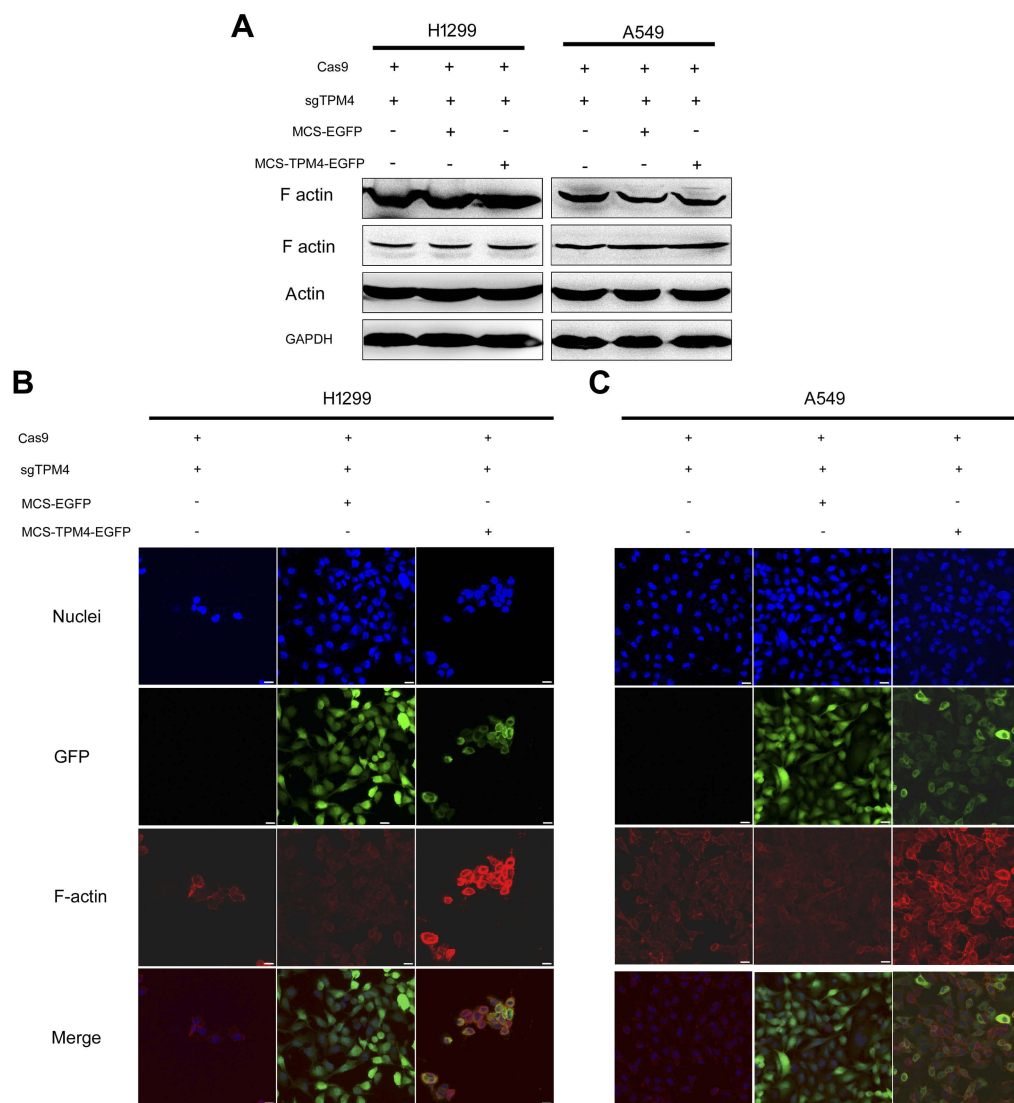 A
H1299 A549
Cas9 + + + + + +
sgTPM4 + + + + + +
MCS-EGFP - + - - + -
MCS-TPM4-EGFP - - + - - +
F actin
F actin
Actin
GAPDH
B
H1299
Cas9 + + +
sgTPM4 + + +
MCS-EGFP - + -
MCS-TPM4-EGFP - - +
Nuclei
GFP
F-actin
Merge
C
A549
+ + +
+ + +
- + -
- - +